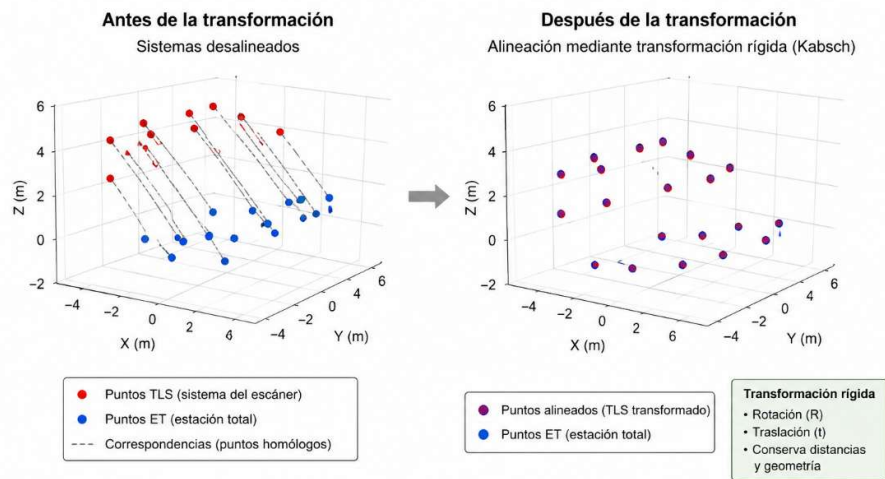 Antes de la transformación
Sistemas desalineados
6
4
2
0
−2
Z (m)
−4
−2
0
2
4
X (m)
−4
−2
0
2
4
6
Y (m)
Puntos TLS (sistema del escáner)
Puntos ET (estación total)
Correspondencias (puntos homólogos)
Después de la transformación
Alineación mediante transformación rígida (Kabsch)
6
4
2
0
−2
Z (m)
−4
−2
0
2
4
X (m)
−4
−2
0
2
4
6
Y (m)
Puntos alineados (TLS transformado)
Puntos ET (estación total)
Transformación rígida
• Rotación (R)
• Traslación (t)
• Conserva distancias
y geometría